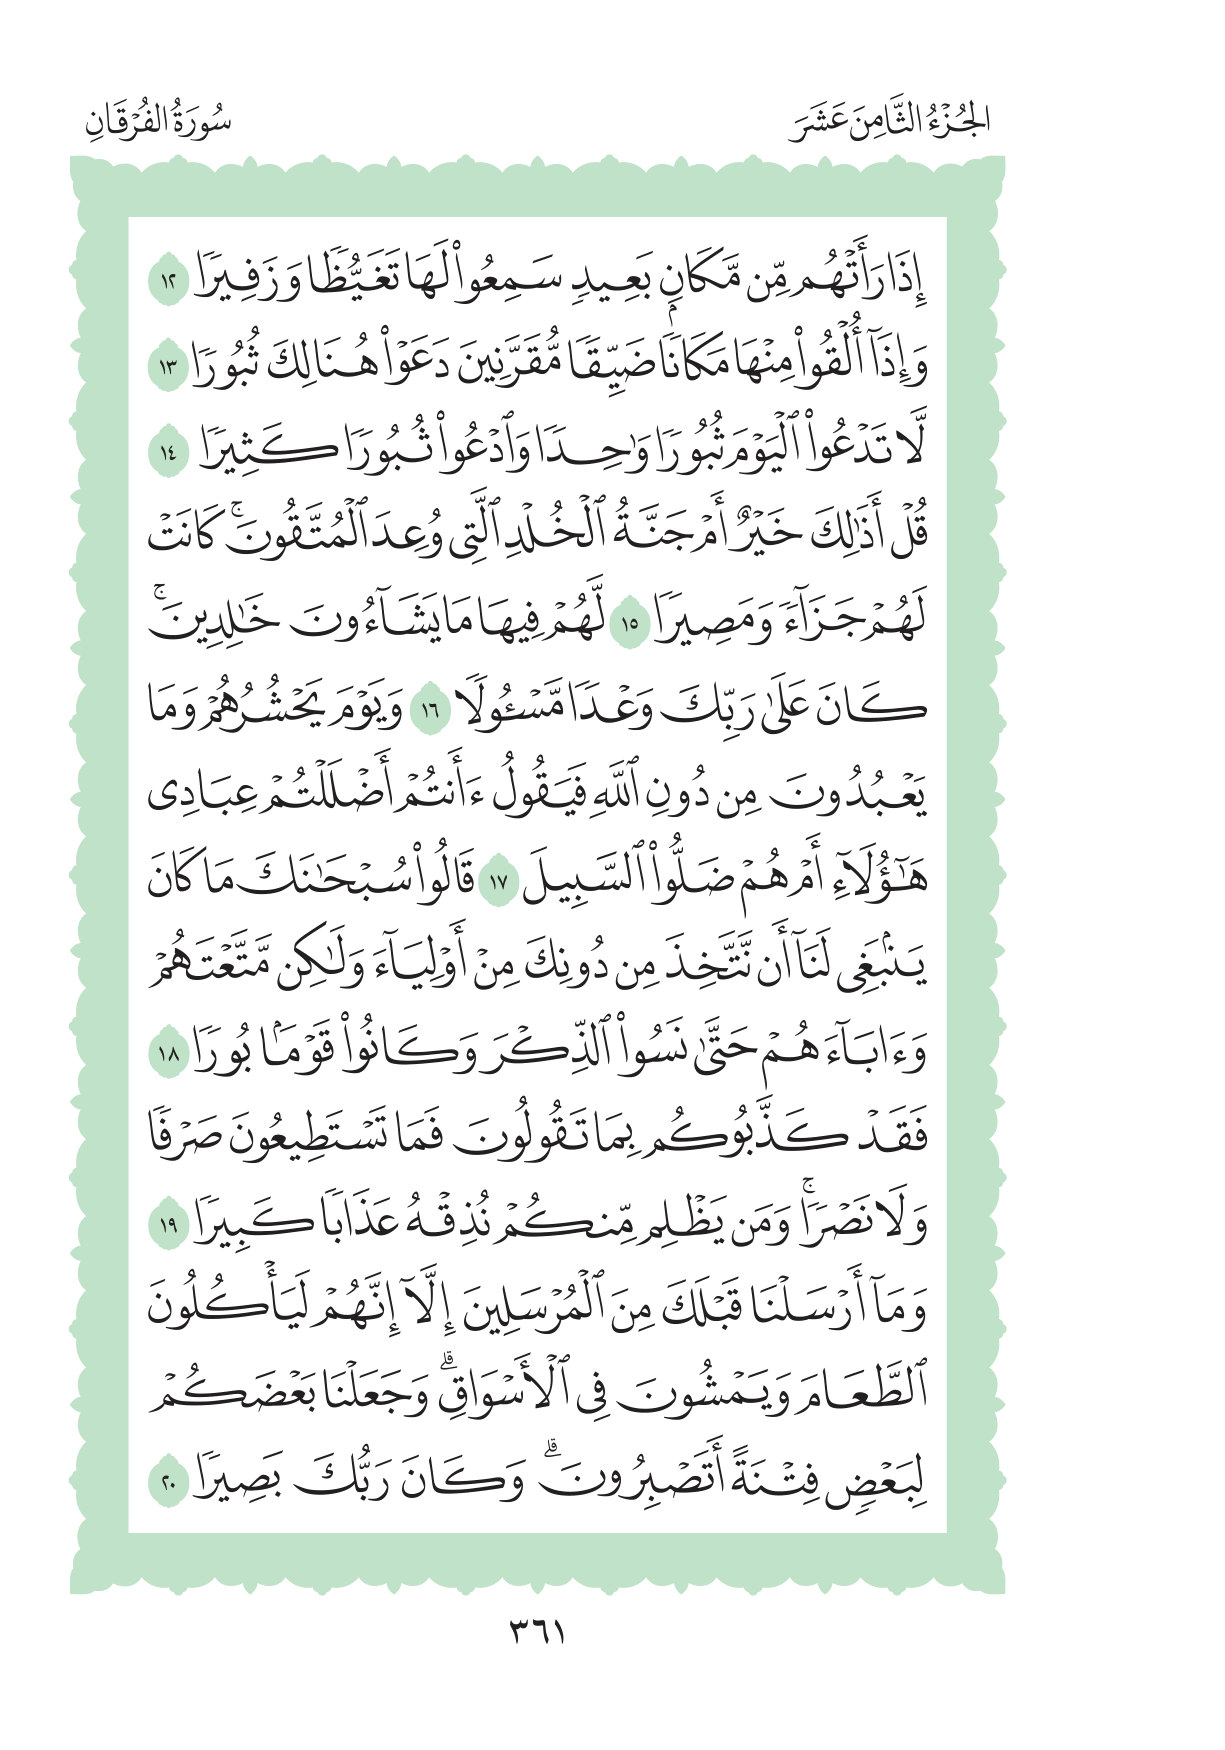 الجُزْءُ الثَّامِنَ عَشَرَ
سُورَةُ الفُرْقَانِ
إِذَا رَأَتْهُم مِّن مَّكَانِۭ بَعِيدٖ سَمِعُواْ لَهَا تَغَيُّظٗا وَزَفِيرٗا ١٢
وَإِذَآ أُلۡقُواْ مِنۡهَا مَكَانٗا ضَيِّقٗا مُّقَرَّنِينَ دَعَوۡاْ هُنَالِكَ ثُبُورٗا ١٣
لَّا تَدۡعُواْ ٱلۡيَوۡمَ ثُبُورٗا وَٰحِدٗا وَٱدۡعُواْ ثُبُورٗا كَثِيرٗا ١٤
قُلۡ أَذَٰلِكَ خَيۡرٌ أَمۡ جَنَّةُ ٱلۡخُلۡدِ ٱلَّتِي وُعِدَ ٱلۡمُتَّقُونَۚ كَانَتۡ
لَهُمۡ جَزَآءٗ وَمَصِيرٗا ١٥ لَّهُمۡ فِيهَا مَا يَشَآءُونَ خَٰلِدِينَۚ
كَانَ عَلَىٰ رَبِّكَ وَعۡدٗا مَّسۡـُٔولٗا ١٦ وَيَوۡمَ يَحۡشُرُهُمۡ وَمَا
يَعۡبُدُونَ مِن دُونِ ٱللَّهِ فَيَقُولُ ءَأَنتُمۡ أَضۡلَلۡتُمۡ عِبَادِي
هَٰٓؤُلَآءِ أَمۡ هُمۡ ضَلُّواْ ٱلسَّبِيلَ ١٧ قَالُواْ سُبۡحَٰنَكَ مَا كَانَ
يَنۢبَغِي لَنَآ أَن نَّتَّخِذَ مِن دُونِكَ مِنۡ أَوۡلِيَآءَ وَلَٰكِن مَّتَّعۡتَهُمۡ
وَءَابَآءَهُمۡ حَتَّىٰ نَسُواْ ٱلذِّكۡرَ وَكَانُواْ قَوۡمَۢا بُورٗا ١٨
فَقَدۡ كَذَّبُوكُم بِمَا تَقُولُونَ فَمَا تَسۡتَطِيعُونَ صَرۡفٗا
وَلَا نَصۡرٗاۚ وَمَن يَظۡلِم مِّنكُمۡ نُذِقۡهُ عَذَابٗا كَبِيرٗا ١٩
وَمَآ أَرۡسَلۡنَا قَبۡلَكَ مِنَ ٱلۡمُرۡسَلِينَ إِلَّآ إِنَّهُمۡ لَيَأۡكُلُونَ
ٱلطَّعَامَ وَيَمۡشُونَ فِي ٱلۡأَسۡوَاقِۗ وَجَعَلۡنَا بَعۡضَكُمۡ
لِبَعۡضٖ فِتۡنَةً أَتَصۡبِرُونَۗ وَكَانَ رَبُّكَ بَصِيرٗا ٢٠
٣٦١